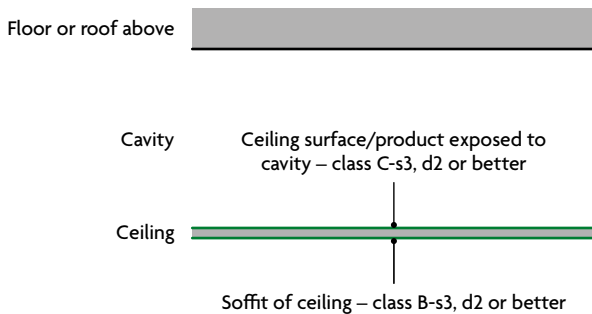 Floor or roof above
Cavity
Ceiling surface/product exposed to
cavity – class C-s3, d2 or better
Ceiling
Soffit of ceiling – class B-s3, d2 or better